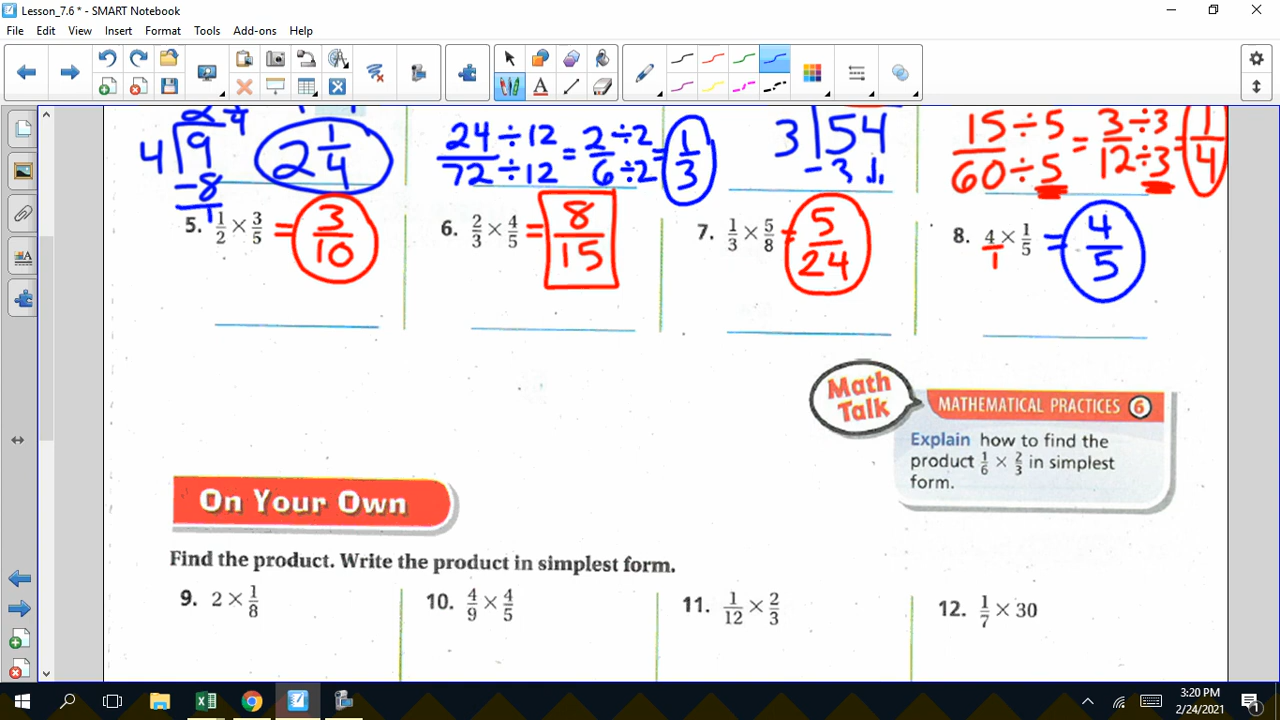 Lesson_7.6 * - SMART Notebook
File Edit View Insert Format Tools Add-ons Help
4 9 2 1/4
-8
1
24 ÷ 12 / 72 ÷ 12 = 2 ÷ 2 / 6 ÷ 2 = 1/3
3 54
-3
15 ÷ 5 / 60 ÷ 5 = 3 ÷ 3 / 12 ÷ 3 = 1/4
5. 1/2 × 3/5 = 3/10
6. 2/3 × 4/5 = 8/15
7. 1/3 × 5/8 = 5/24
8. 4/1 × 1/5 = 4/5
Math
Talk
MATHEMATICAL PRACTICES 6
Explain how to find the
product 1/6 × 2/3 in simplest
form.
On Your Own
Find the product. Write the product in simplest form.
9. 2 × 1/8
10. 4/9 × 4/5
11. 1/12 × 2/3
12. 1/7 × 30
3:20 PM
2/24/2021
1